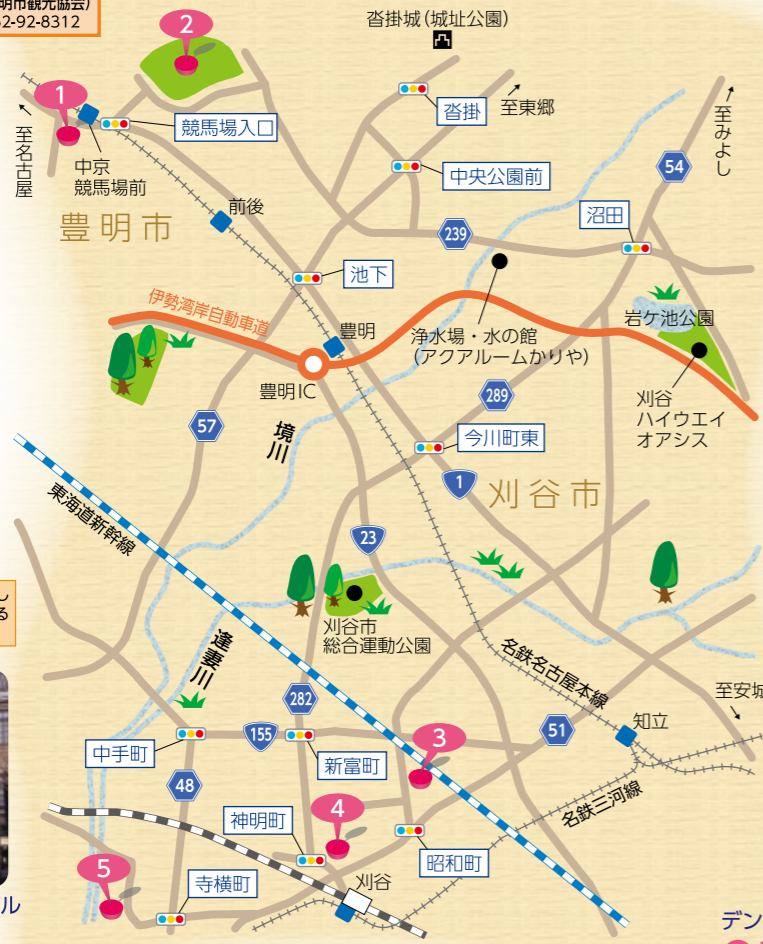 明市観光協会)
52-92-8312
沓掛城(城址公園)
2
1
沓掛
至東郷
至名古屋
中京
競馬場前
競馬場入口
中央公園前
54
至みよし
豊明市
前後
239
沼田
池下
伊勢湾岸自動車道
豊明
浄水場・水の館
(アクアルームかりや)
岩ケ池公園
豊明IC
刈谷
ハイウエイ
オアシス
289
57
境川
今川町東
1
刈谷市
東海道新幹線
23
し
る
刈谷市
総合運動公園
逢妻川
名鉄名古屋本線
至安城
282
155
中手町
新富町
3
51
知立
48
神明町
4
名鉄三河線
昭和町
5
寺横町
刈谷
ル
デン